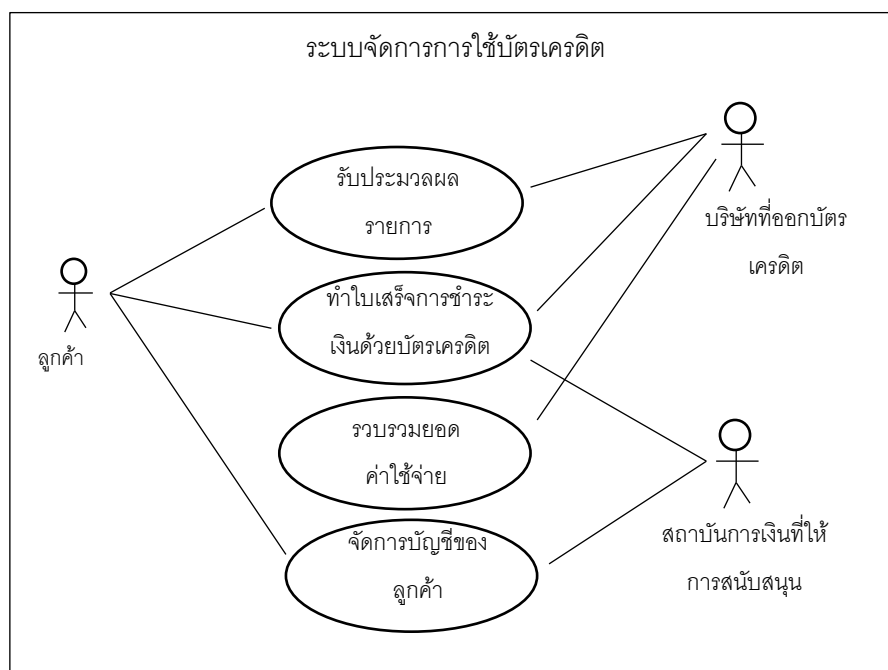 ระบบจัดการการใช้บัตรเครดิต
รับประมวลผล
รายการ
บริษัทที่ออกบัตร
เครดิต
ทำใบเสร็จการชำระ
เงินด้วยบัตรเครดิต
ลูกค้า
รวบรวมยอด
ค่าใช้จ่าย
สถาบันการเงินที่ให้
การสนับสนุน
จัดการบัญชีของ
ลูกค้า